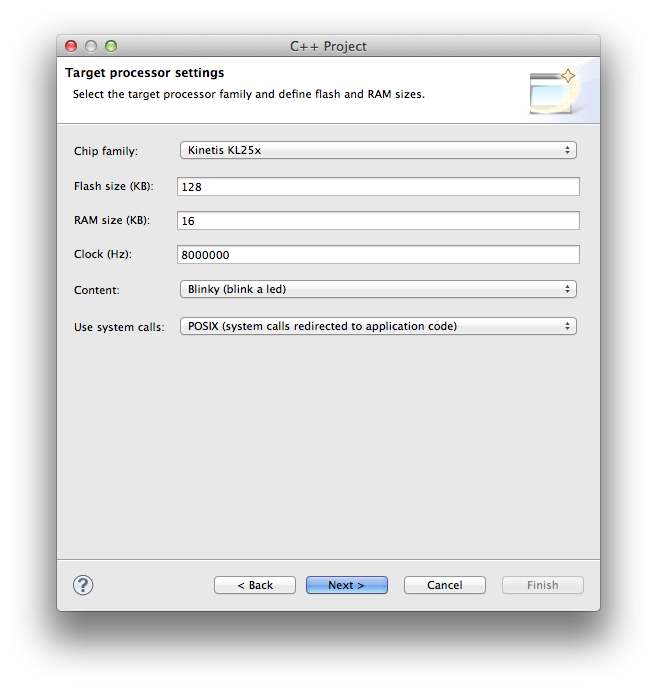 C++ Project
Target processor settings
Select the target processor family and define flash and RAM sizes.
Chip family: Kinetis KL25x
Flash size (KB): 128
RAM size (KB): 16
Clock (Hz): 8000000
Content: Blinky (blink a led)
Use system calls: POSIX (system calls redirected to application code)
? < Back Next > Cancel Finish